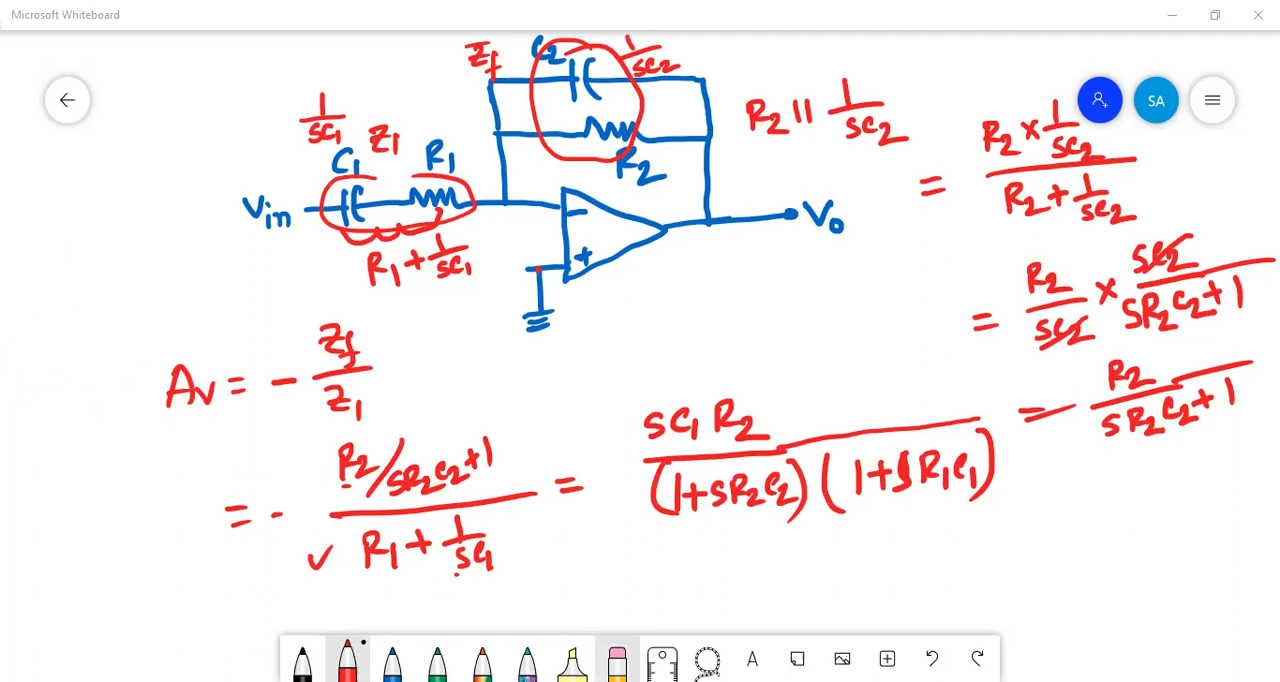 Microsoft Whiteboard
SA
Zf C2 1/sC2
1/sC1 Z1
C1 R1
R2
Vin
- 
+
Vo
R1 + 1/sC1
R2 || 1/sC2
= (R2 × 1/sC2) / (R2 + 1/sC2)
= R2/sC2 × sC2/(sR2C2+1)
= R2/(sR2C2+1)
Av = - Zf/Z1
= - (R2/sR2C2+1) / (R1 + 1/sC1) = sC1R2 / (1+sR2C2)(1+sR1C1)
✓
A